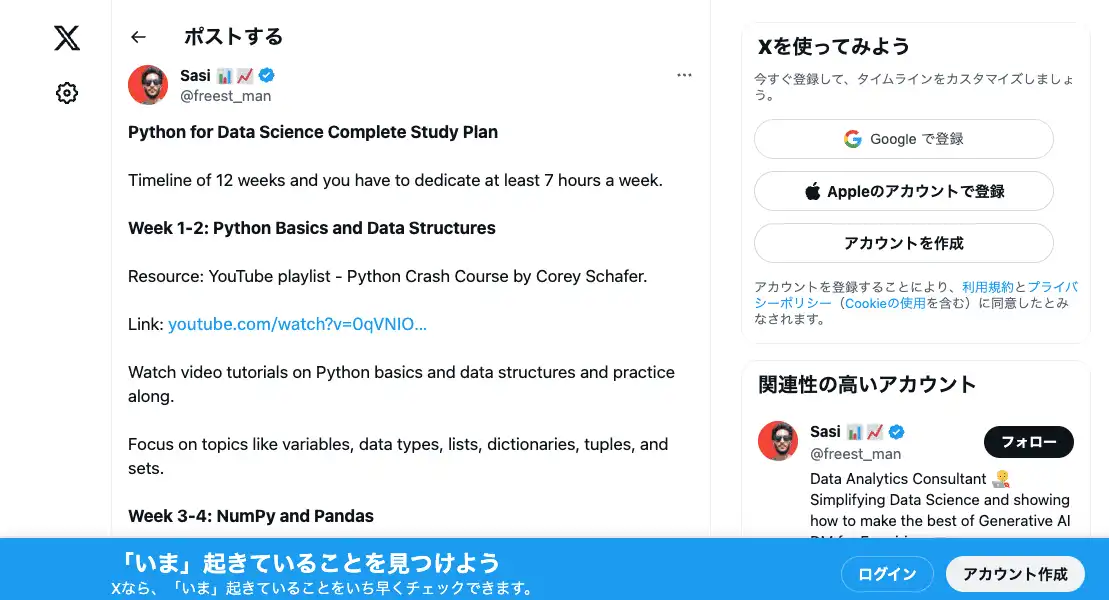 ポストする
Sasi
@freest_man
Python for Data Science Complete Study Plan
Timeline of 12 weeks and you have to dedicate at least 7 hours a week.
Week 1-2: Python Basics and Data Structures
Resource: YouTube playlist - Python Crash Course by Corey Schafer.
Link: youtube.com/watch?v=0qVNIO...
Watch video tutorials on Python basics and data structures and practice
along.
Focus on topics like variables, data types, lists, dictionaries, tuples, and
sets.
Week 3-4: NumPy and Pandas
Xを使ってみよう
今すぐ登録して、タイムラインをカスタマイズしましょ
う。
Google で登録
Appleのアカウントで登録
アカウントを作成
アカウントを登録することにより、利用規約とプライバ
シーポリシー（Cookieの使用を含む）に同意したとみ
なされます。
関連性の高いアカウント
Sasi
@freest_man
フォロー
Data Analytics Consultant
Simplifying Data Science and showing
how to make the best of Generative AI
「いま」起きていることを見つけよう
Xなら、「いま」起きていることをいち早くチェックできます。
ログイン
アカウント作成